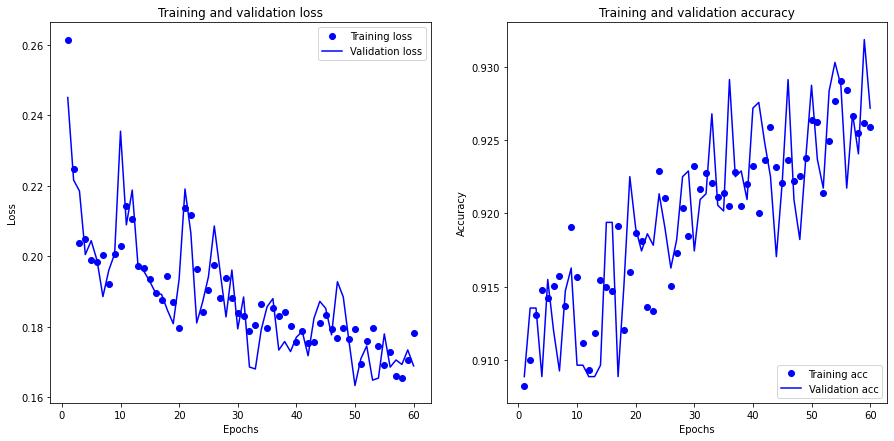 Training and validation loss
Training loss
Validation loss
0.26
0.24
0.22
0.20
0.18
0.16
Loss
0
10
20
30
40
50
60
Epochs
Training and validation accuracy
0.930
0.925
0.920
0.915
0.910
Accuracy
Training acc
Validation acc
0
10
20
30
40
50
60
Epochs